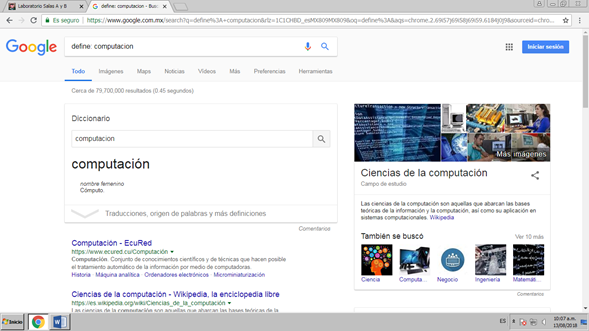 Laboratorio Salas A y B
define: computacion - Bus
Es seguro
https://www.google.com.mx/search?q=define%3A+computacion&rlz=1C1CHBD_esMX809MX809&oq=define%3A&aqs=chrome.2.69i57j69i58j69i59.6184j0j9&sourceid=chro...
Google
define: computacion
Iniciar sesión
Todo Imágenes Maps Noticias Vídeos Más Preferencias Herramientas
Cerca de 79,700,000 resultados (0.45 segundos)
Diccionario
computacion
computación
nombre femenino
Cómputo.
Traducciones, origen de palabras y más definiciones
Comentarios
Computación - EcuRed
https://www.ecured.cu/Computación
Computación. Conjunto de conocimientos científicos y de técnicas que hacen posible
el tratamiento automático de la información por medio de computadoras.
Historia · Máquina analítica · Ordenadores electrónicos · Microminiaturización
Ciencias de la computación - Wikipedia, la enciclopedia libre
https://es.wikipedia.org/wiki/Ciencias_de_la_computación
Las ciencias de la computación son aquellas que abarcan las bases teóricas de la
Más imágenes
Ciencias de la computación
Campo de estudio
Las ciencias de la computación son aquellas que abarcan las bases
teóricas de la información y la computación, así como su aplicación en
sistemas computacionales. Wikipedia
También se buscó
Ver 10 más
Ciencia Computa... Negocio Ingeniería Matemát...
Comentarios
Inicio
ES
10:07 a.m.
13/08/2018